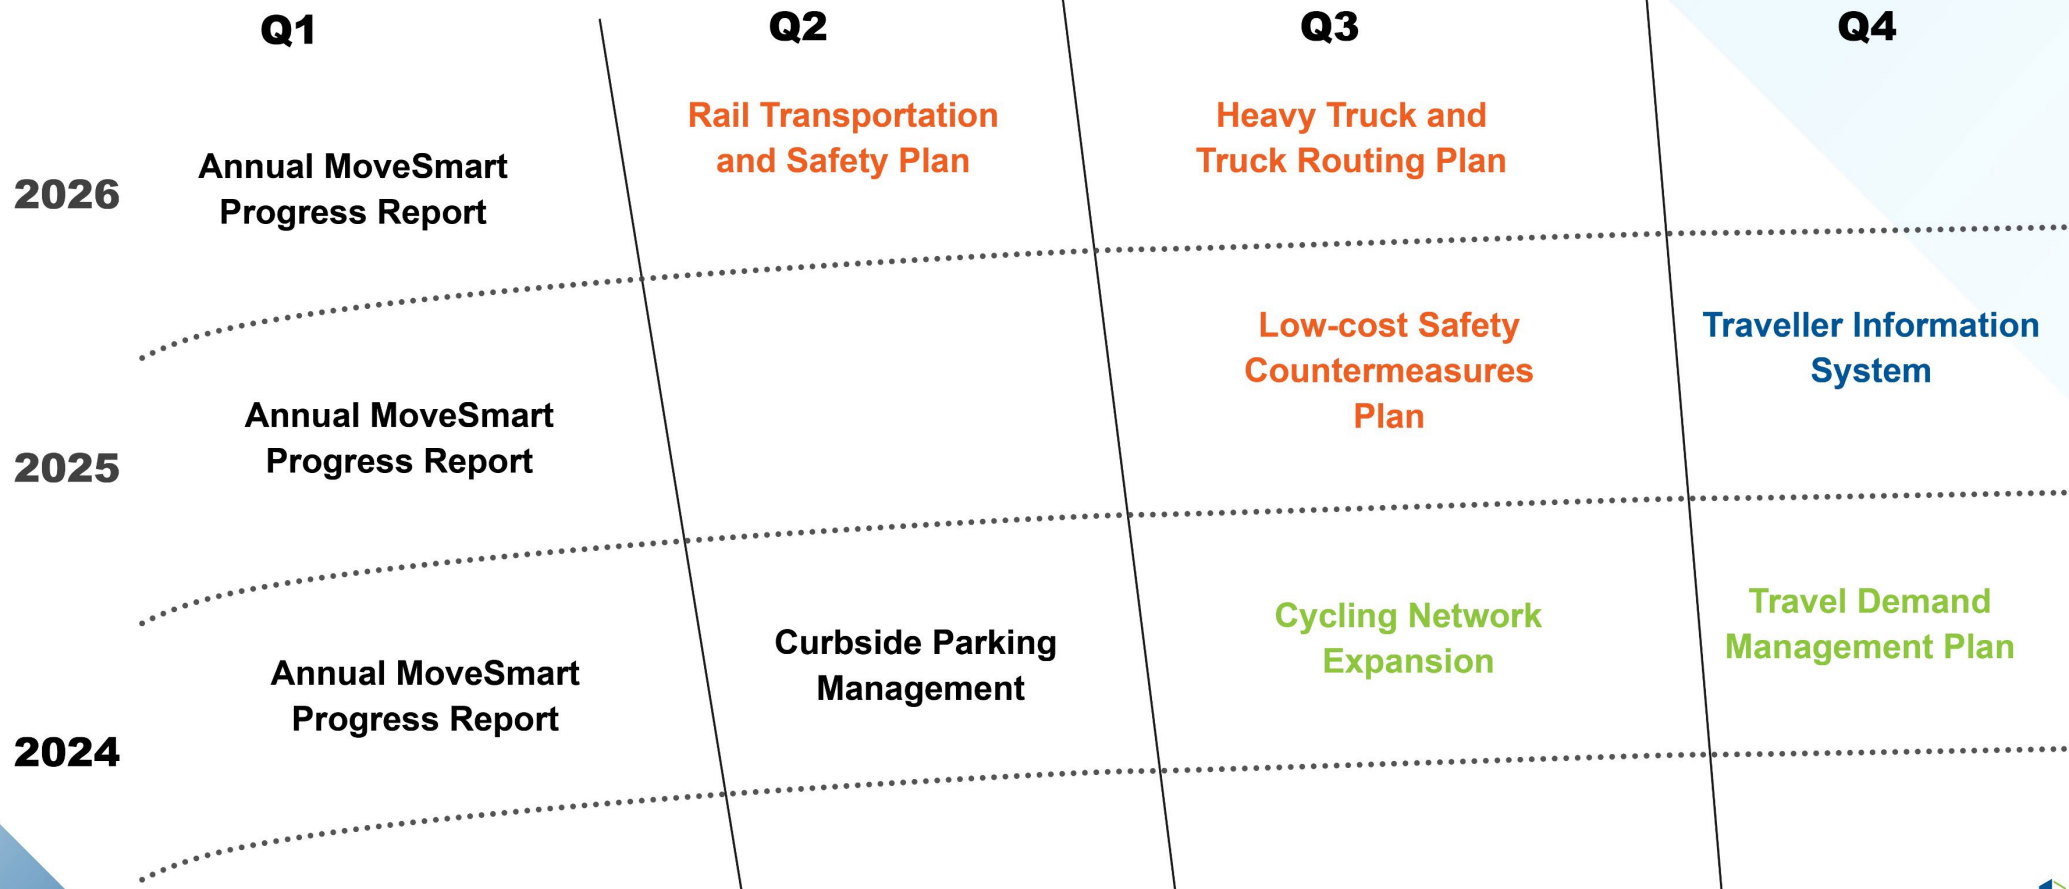 Q1
Q2
Q3
Q4
2026
Annual MoveSmart
Progress Report
Rail Transportation
and Safety Plan
Heavy Truck and
Truck Routing Plan
2025
Annual MoveSmart
Progress Report
Low-cost Safety
Countermeasures
Plan
Traveller Information
System
2024
Annual MoveSmart
Progress Report
Curbside Parking
Management
Cycling Network
Expansion
Travel Demand
Management Plan